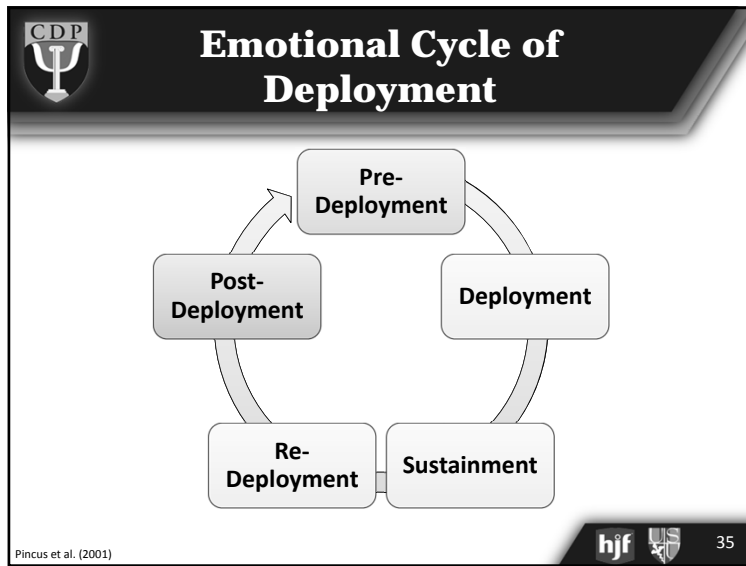 CDP
Emotional Cycle of
Deployment
Pre-
Deployment
Deployment
Sustainment
Re-
Deployment
Post-
Deployment
Pincus et al. (2001)
hjf
US
35